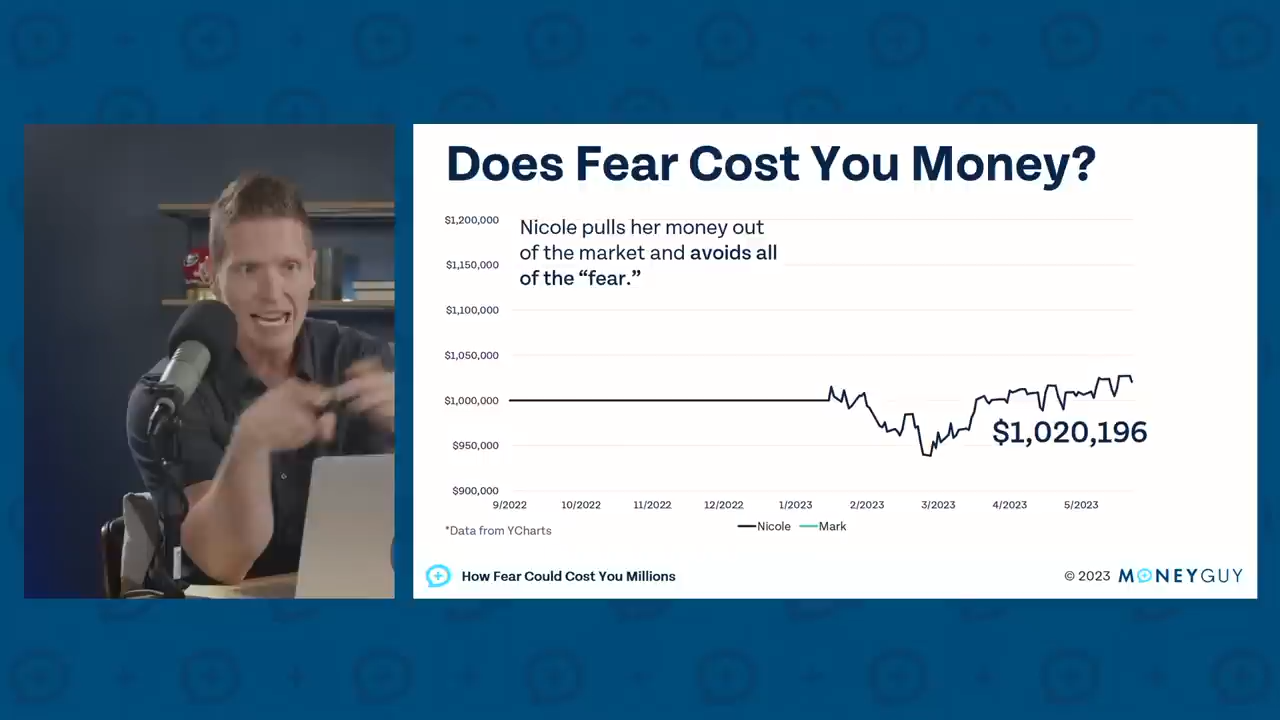 Does Fear Cost You Money?
$1,200,000
Nicole pulls her money out
of the market and avoids all
of the “fear.”
$1,150,000
$1,100,000
$1,050,000
$1,000,000
$950,000
$900,000
$1,020,196
9/2022 10/2022 11/2022 12/2022 1/2023 2/2023 3/2023 4/2023 5/2023
Nicole Mark
*Data from YCharts
How Fear Could Cost You Millions
© 2023 MONEYGUY